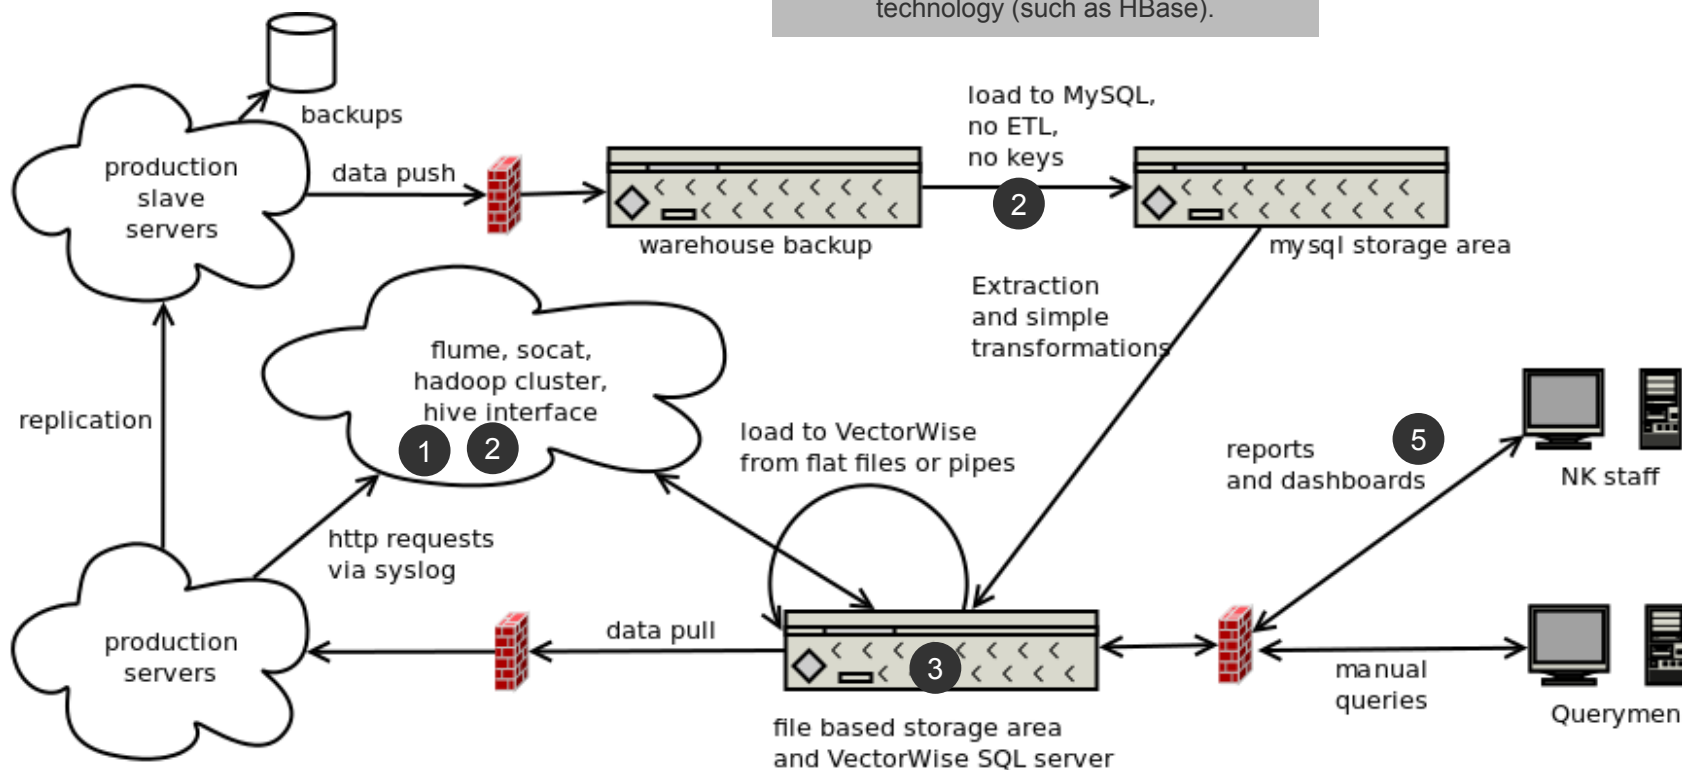 technology (such as HBase).
backups
production
slave
servers
data push
load to MySQL,
no ETL,
no keys
2
warehouse backup
mysql storage area
Extraction
and simple
transformations
flume, socat,
hadoop cluster,
hive interface
1
2
replication
load to VectorWise
from flat files or pipes
reports
and dashboards
5
NK staff
http requests
via syslog
production
servers
data pull
3
manual
queries
Querymen
file based storage area
and VectorWise SQL server